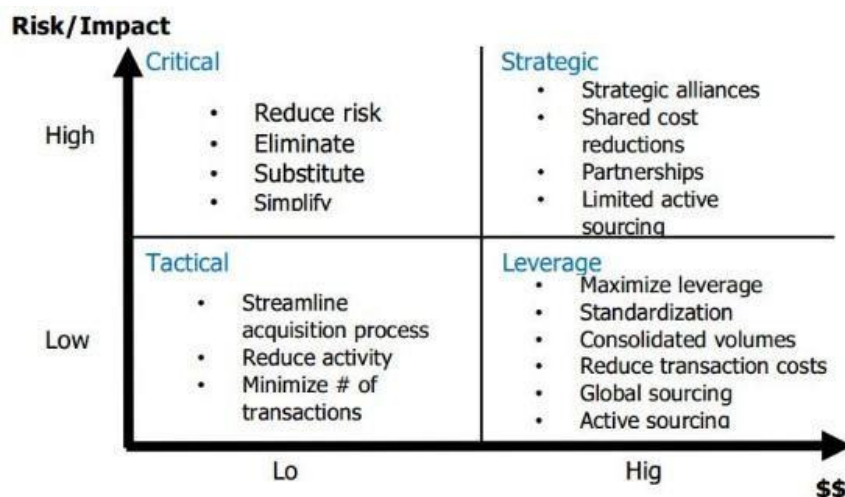 Risk/Impact
Critical
• Reduce risk
• Eliminate
• Substitute
• Simplify
Strategic
• Strategic alliances
• Shared cost
reductions
• Partnerships
• Limited active
sourcing
High
Tactical
• Streamline
acquisition process
• Reduce activity
• Minimize # of
transactions
Leverage
• Maximize leverage
• Standardization
• Consolidated volumes
• Reduce transaction costs
• Global sourcing
• Active sourcing
Low
Lo
Hig
$$